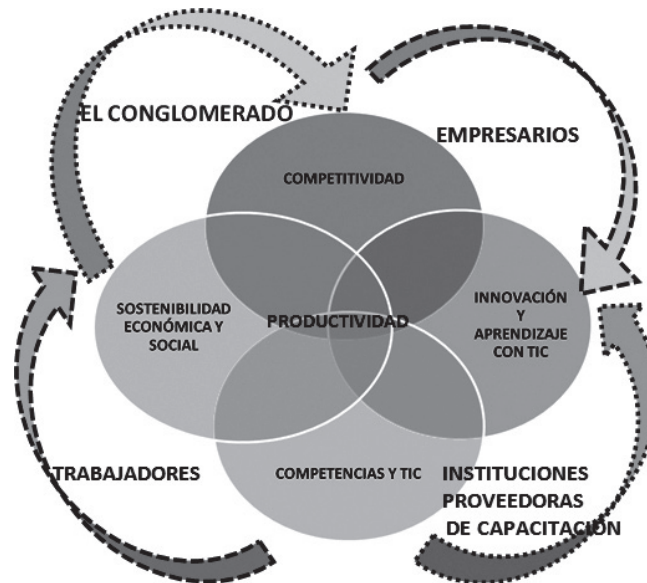 EL CONGLOMERADO
EMPRESARIOS
COMPETITIVIDAD
SOSTENIBILIDAD
ECONÓMICA Y
SOCIAL
PRODUCTIVIDAD
INNOVACIÓN
Y
APRENDIZAJE
CON TIC
TRABAJADORES
COMPETENCIAS Y TIC
INSTITUCIONES
PROVEEDORAS
DE CAPACITACIÓN